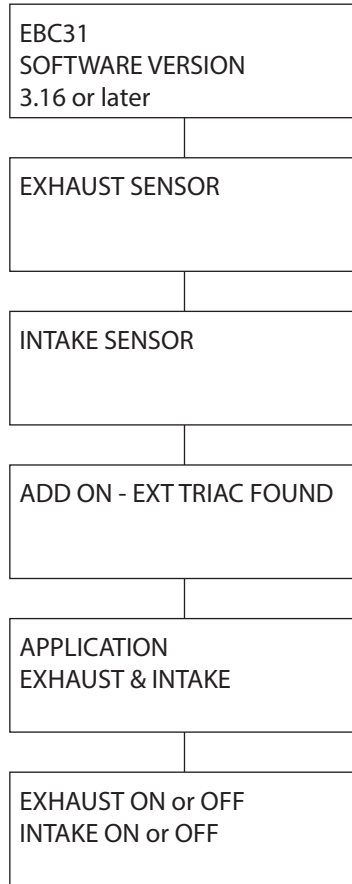 EBC31
SOFTWARE VERSION
3.16 or later
EXHAUST SENSOR
INTAKE SENSOR
ADD ON - EXT TRIAC FOUND
APPLICATION
EXHAUST & INTAKE
EXHAUST ON or OFF
INTAKE ON or OFF